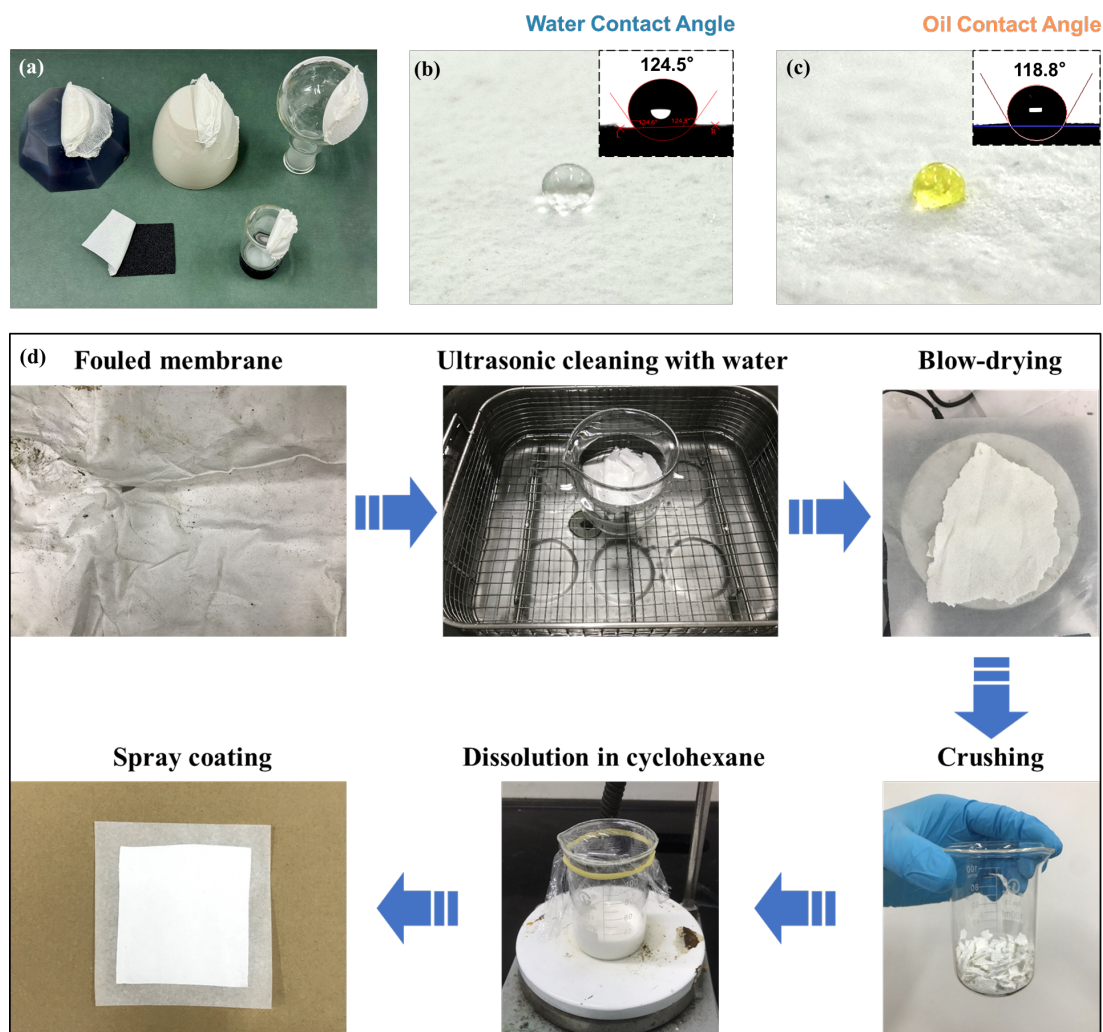 Water Contact Angle
Oil Contact Angle
(a)
(b)
124.5°
(c)
118.8°
(d)
Fouled membrane
Ultrasonic cleaning with water
Blow-drying
Spray coating
Dissolution in cyclohexane
Crushing